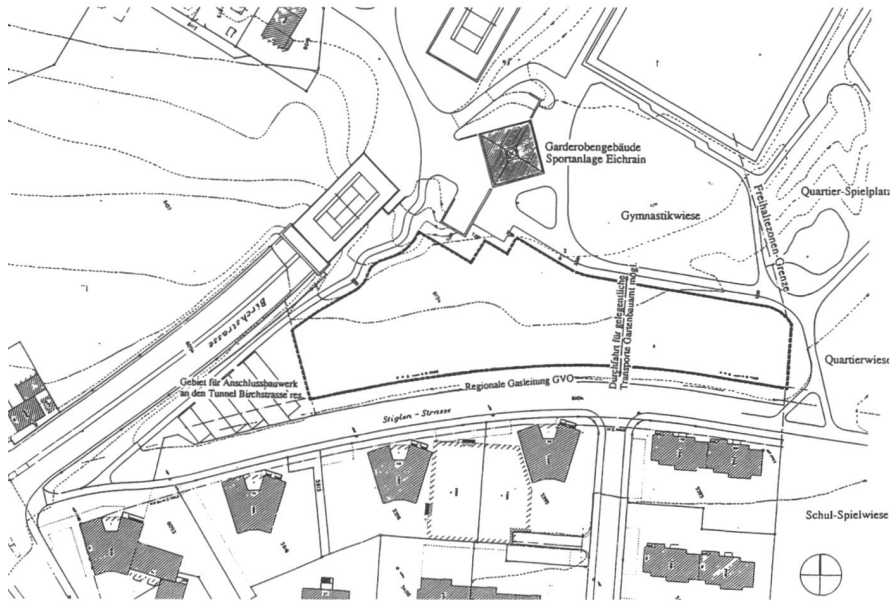 Garderobengebäude
Sportanlage Eichrain
Gymnastikwiese
Freihaltezonen-Grenze
Quartier-Spielplatz
Birchstrasse
Durchfahrt für gelegentliche
Transporte Gartenbauamt mögl.
Quartierwiese
Gebiet für Anschlussbauwerk
an den Tunnel Birchstrasse res.
Regionale Gasleitung GVO
Stiglen-Strasse
Schul-Spielwiese